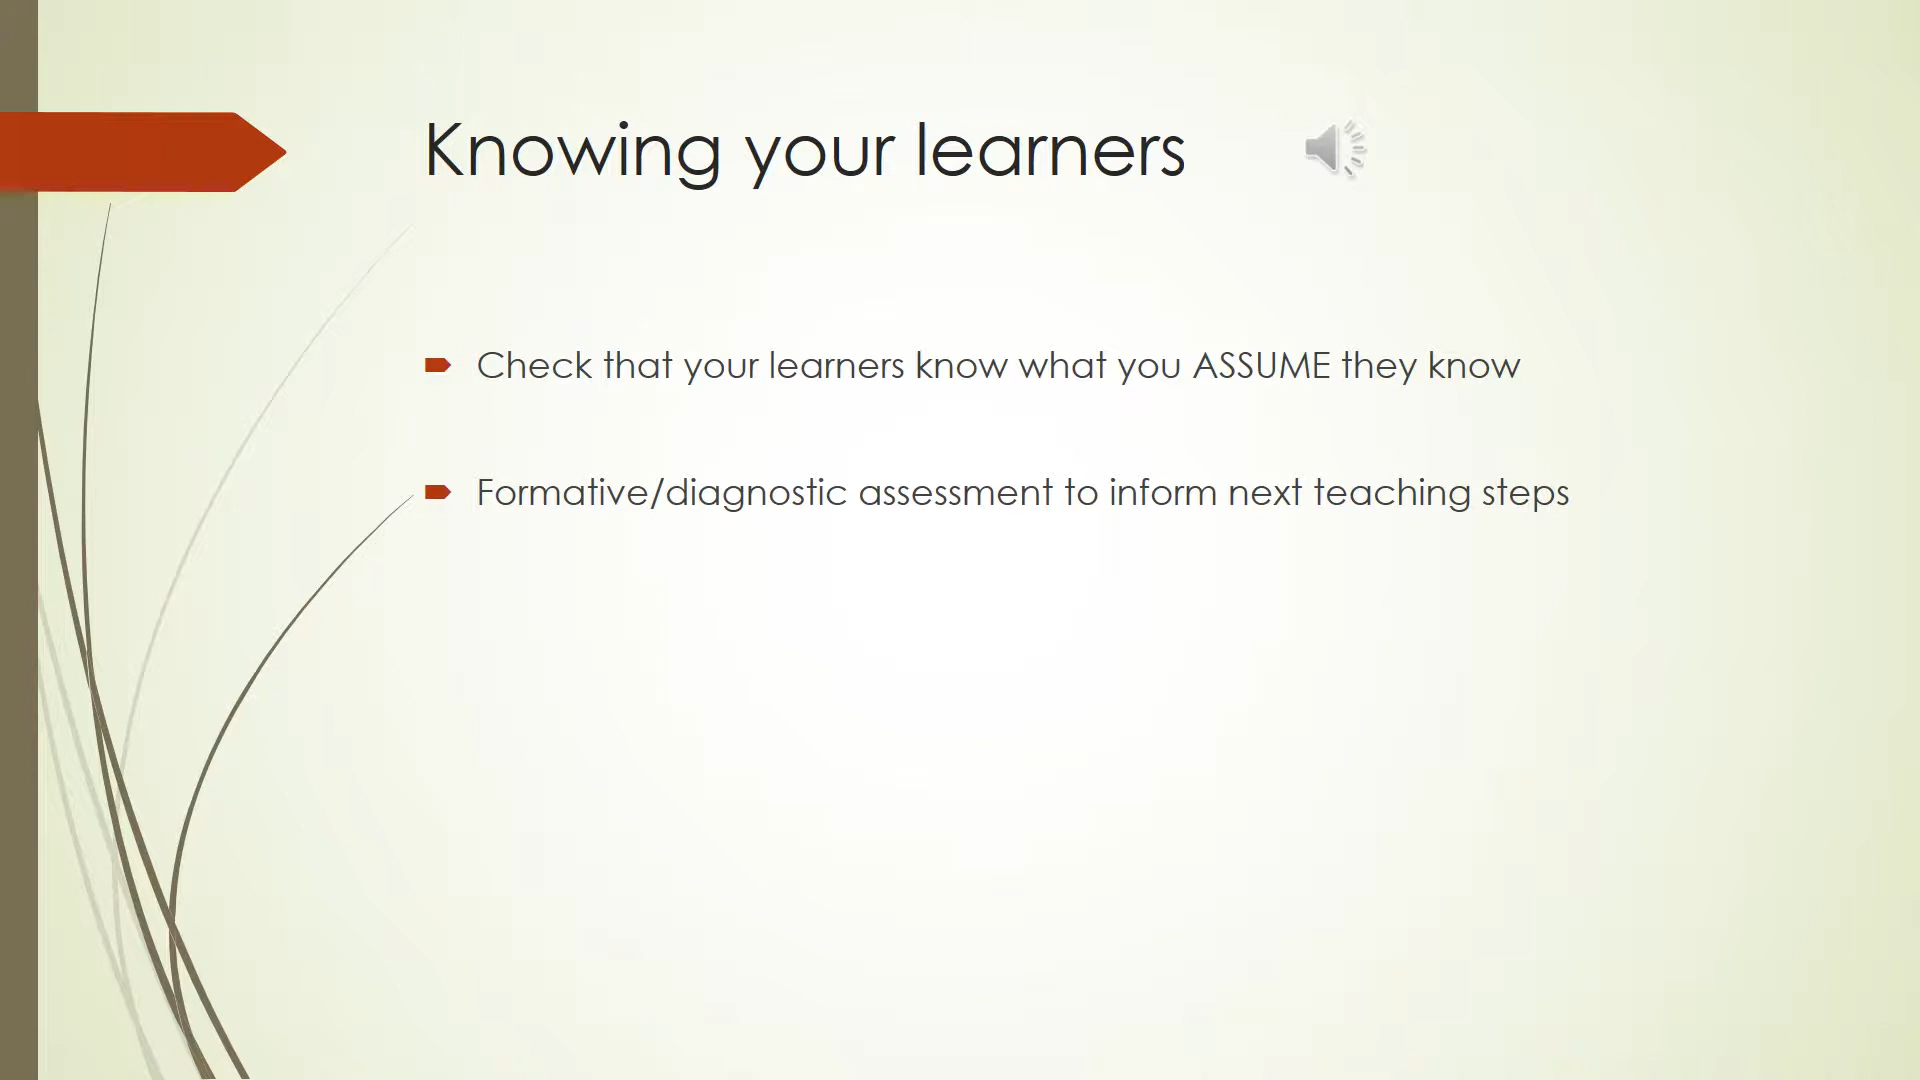 Knowing your learners
Check that your learners know what you ASSUME they know
Formative/diagnostic assessment to inform next teaching steps